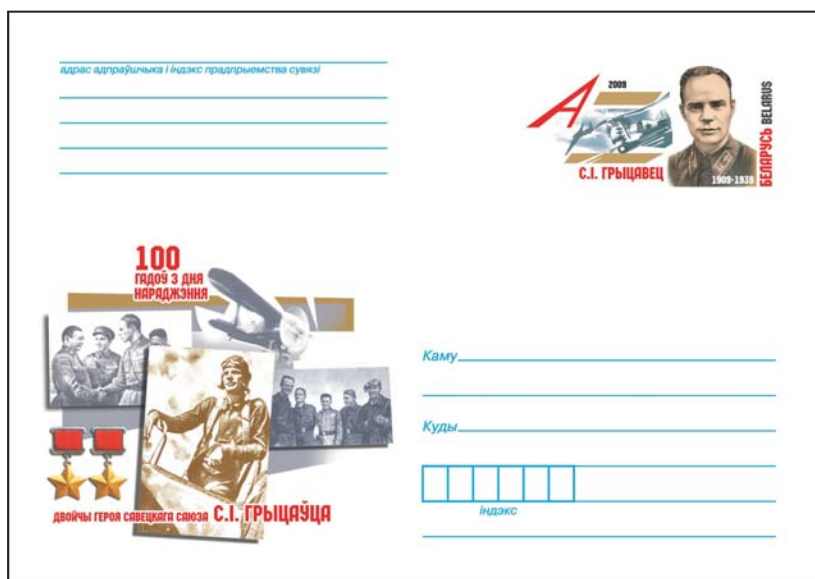 адрас адпраўшчыка і індэкс прадпрыемства сувязі
А
2009
С.І. ГРЫЦАВЕЦ
1909-1939
БЕЛАРУСЬ BELARUS
100
ГАДОЎ З ДНЯ
НАРАДЖЭННЯ
ДВОЙЧЫ ГЕРОЯ САВЕЦКАГА САЮЗА С.І. ГРЫЦАЎЦА
Каму
Куды
індэкс